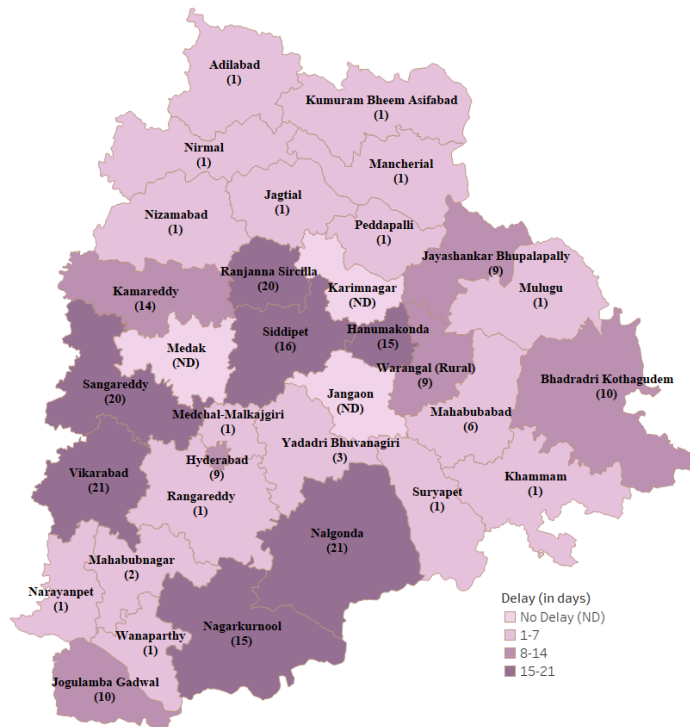 Adilabad
(1)
Kumuram Bheem Asifabad
(1)
Nirmal
(1)
Mancherial
(1)
Jagtial
(1)
Nizamabad
(1)
Peddapalli
(1)
Jayashankar Bhupalapally
(9)
Ranjanna Sircilla
(20)
Karimnagar
(ND)
Mulugu
(1)
Kamareddy
(14)
Siddipet
(16)
Hanumakonda
(15)
Medak
(ND)
Warangal (Rural)
(9)
Bhadradri Kothagudem
(10)
Sangareddy
(20)
Jangaon
(ND)
Medchal-Malkajgiri
(1)
Mahabubabad
(6)
Yadadri Bhuvanagiri
(3)
Hyderabad
(9)
Vikarabad
(21)
Khammam
(1)
Rangareddy
(1)
Suryapet
(1)
Nalgonda
(21)
Mahabubnagar
(2)
Narayanpet
(1)
Nagarkurnool
(15)
Wanaparthy
(1)
Jogulamba Gadwal
(10)
Delay (in days)
No Delay (ND)
1-7
8-14
15-21